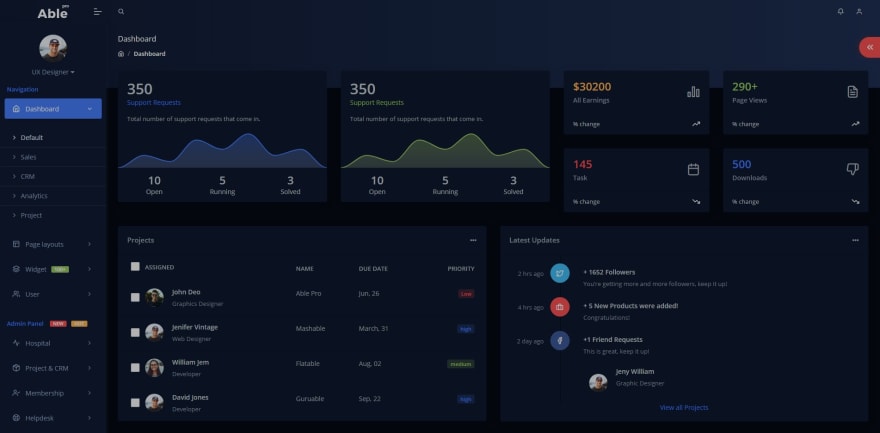 Able pro
UX Designer
Navigation
Dashboard
Default
Sales
CRM
Analytics
Project
Page layouts
Widget 100+
User
Admin Panel NEW
Hospital
Project & CRM
Membership
Helpdesk
Dashboard
/ Dashboard
350
Support Requests
Total number of support requests that come in.
10 5 3
Open Running Solved
350
Support Requests
Total number of support requests that come in.
10 5 3
Open Running Solved
$30200
All Earnings
% change
290+
Page Views
% change
145
Task
% change
500
Downloads
% change
Projects
ASSIGNED NAME DUE DATE PRIORITY
John Deo
Graphics Designer
Able Pro Jun, 26 Low
Jenifer Vintage
Web Designer
Mashable March, 31 high
William Jem
Developer
Flatable Aug, 02 medium
David Jones
Developer
Guruable Sep, 22 high
Latest Updates
2 hrs ago + 1652 Followers
You're getting more and more followers, keep it up!
4 hrs ago + 5 New Products were added!
Congratulations!
2 day ago +1 Friend Requests
This is great, keep it up!
Jeny William
Graphic Designer
View all Projects